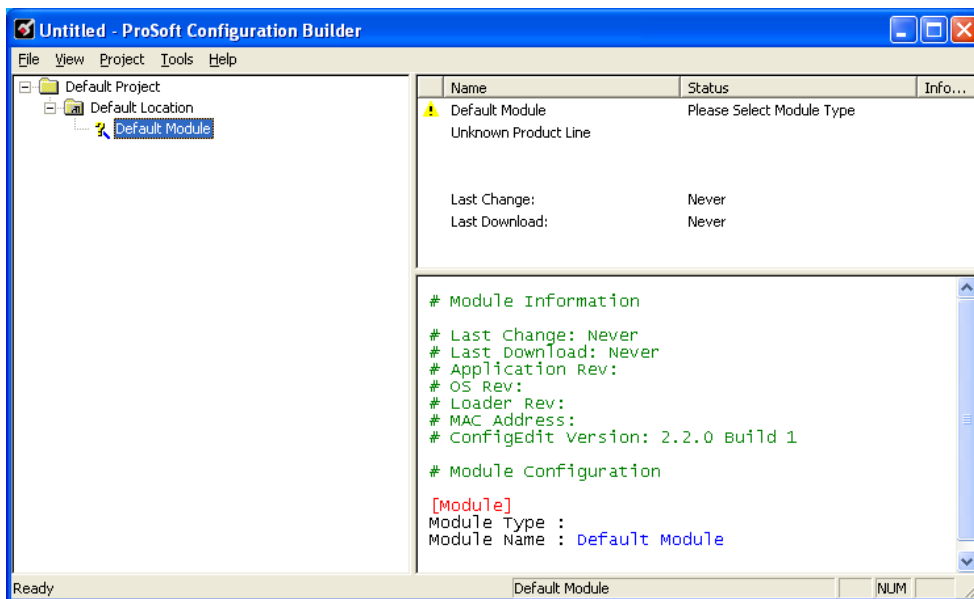 Untitled - ProSoft Configuration Builder
File View Project Tools Help
Default Project
Default Location
Default Module
Name Status Info...
Default Module Please Select Module Type
Unknown Product Line
Last Change: Never
Last Download: Never
# Module Information
# Last Change: Never
# Last Download: Never
# Application Rev:
# OS Rev:
# Loader Rev:
# MAC Address:
# ConfigEdit Version: 2.2.0 Build 1
# Module Configuration
[Module]
Module Type :
Module Name : Default Module
Ready Default Module NUM